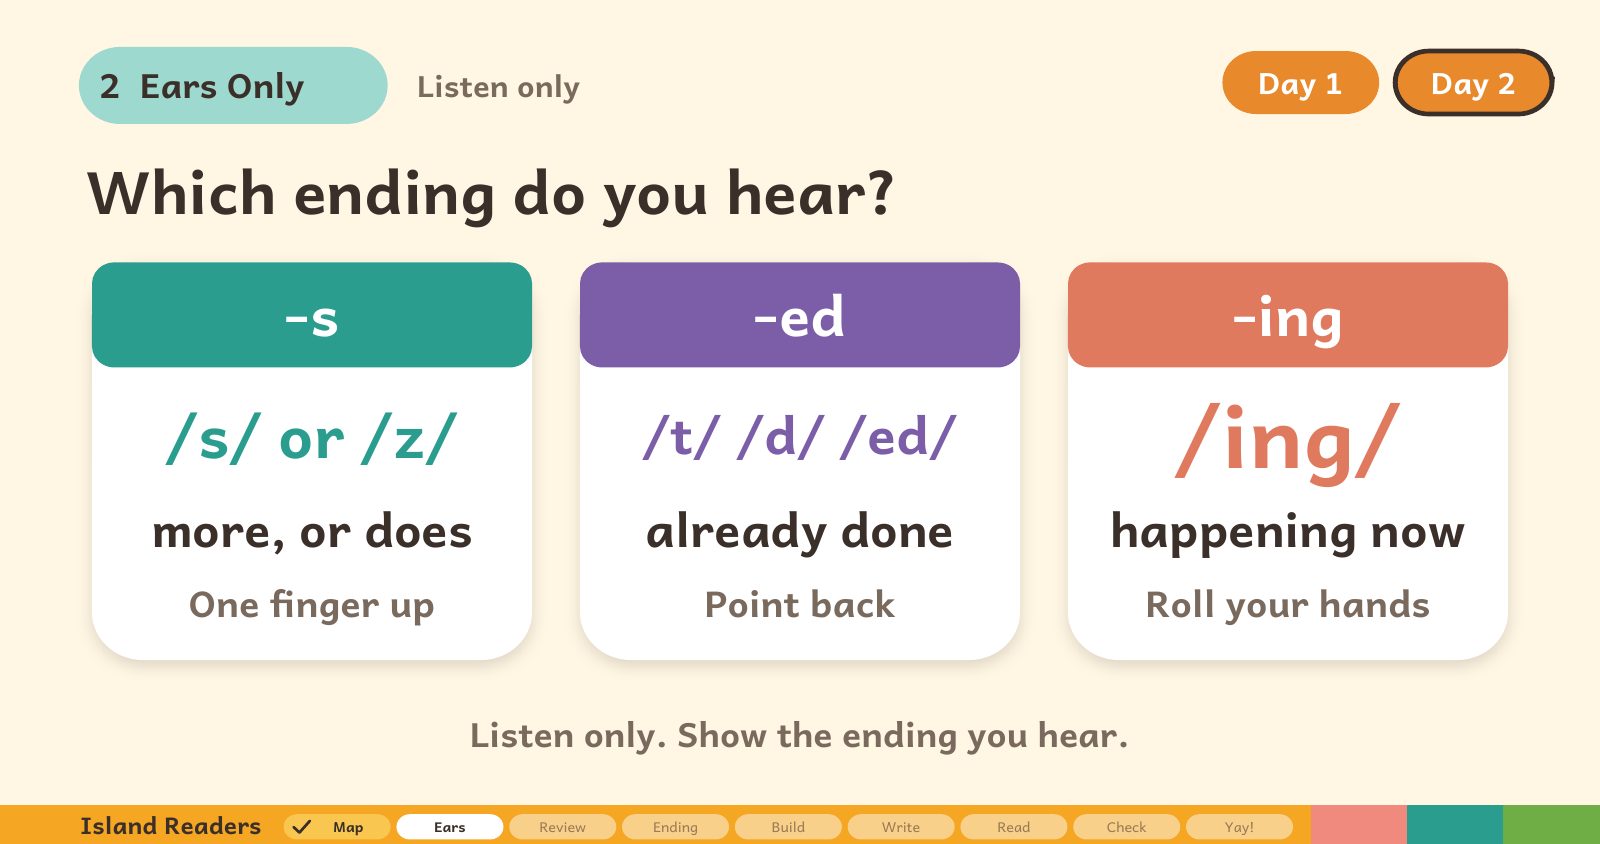 2 Ears Only
Listen only
Day 1
Day 2
Which ending do you hear?
-s
/s/ or /z/
more, or does
One finger up
-ed
/t/ /d/ /ed/
already done
Point back
-ing
/ing/
happening now
Roll your hands
Listen only. Show the ending you hear.
Island Readers
Map
Ears
Review
Ending
Build
Write
Read
Check
Yay!